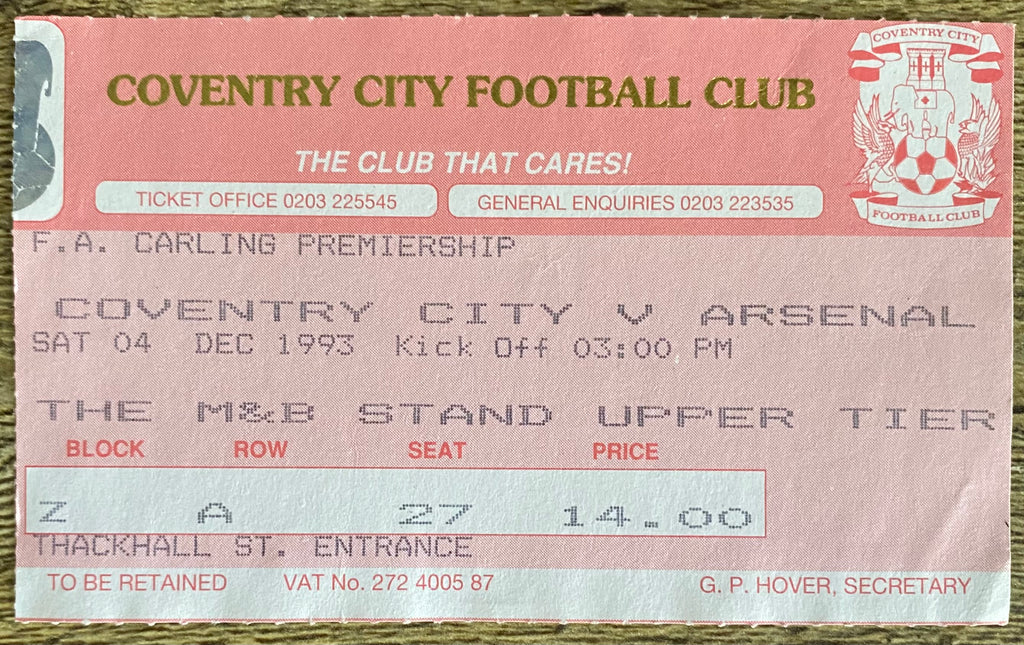 COVENTRY CITY FOOTBALL CLUB
COVENTRY CITY
THE CLUB THAT CARES!
TICKET OFFICE 0203 225545
GENERAL ENQUIRIES 0203 223535
FOOTBALL CLUB
F.A. CARLING PREMIERSHIP
COVENTRY CITY V ARSENAL
SAT 04 DEC 1993 Kick Off 03:00 PM
THE M&B STAND UPPER TIER
BLOCK ROW SEAT PRICE
Z A 27 14.00
THACKHALL ST. ENTRANCE
TO BE RETAINED VAT No. 272 4005 87 G. P. HOVER, SECRETARY